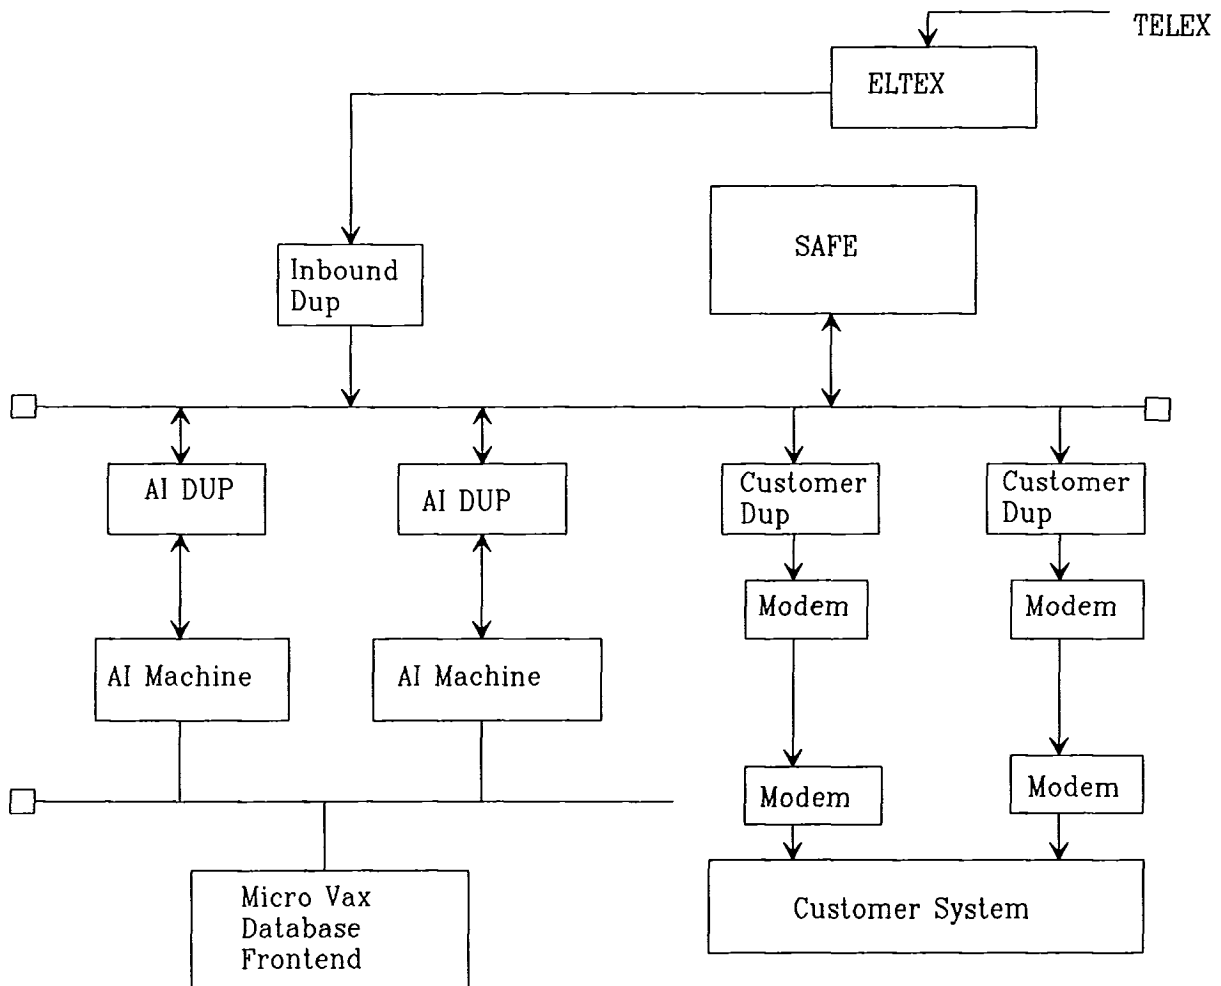 TELEX
ELTEX
SAFE
Inbound
Dup
AI DUP
AI DUP
Customer
Dup
Customer
Dup
Modem
Modem
AI Machine
AI Machine
Modem
Modem
Micro Vax
Database
Frontend
Customer System